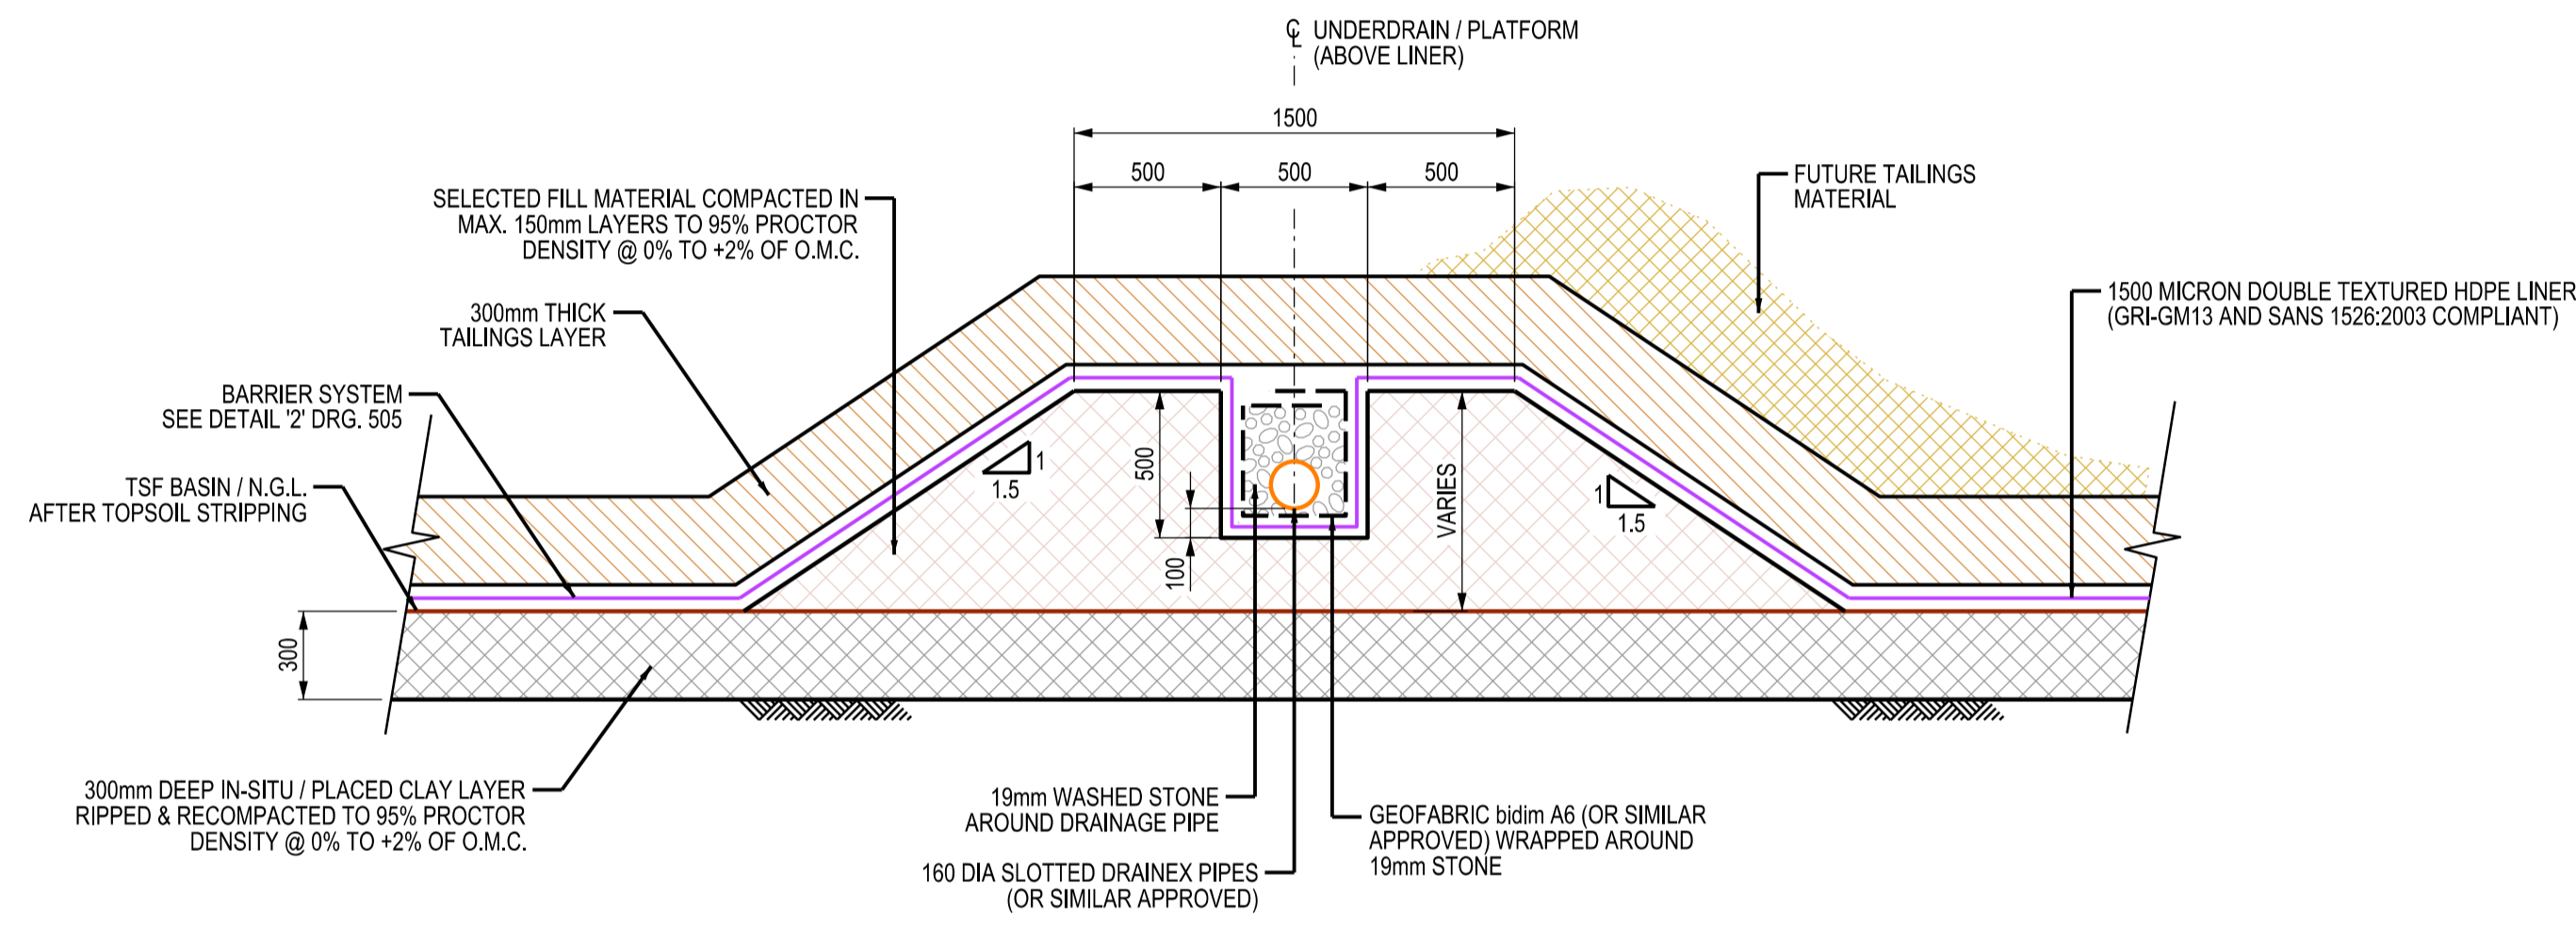 ℄ UNDERDRAIN / PLATFORM
(ABOVE LINER)
1500
500
500
500
SELECTED FILL MATERIAL COMPACTED IN
MAX. 150mm LAYERS TO 95% PROCTOR
DENSITY @ 0% TO +2% OF O.M.C.
FUTURE TAILINGS
MATERIAL
300mm THICK
TAILINGS LAYER
1500 MICRON DOUBLE TEXTURED HDPE LINER
(GRI-GM13 AND SANS 1526:2003 COMPLIANT)
BARRIER SYSTEM
SEE DETAIL '2' DRG. 505
TSF BASIN / N.G.L.
AFTER TOPSOIL STRIPPING
1
1.5
500
100
VARIES
1
1.5
300
300mm DEEP IN-SITU / PLACED CLAY LAYER
RIPPED & RECOMPACTED TO 95% PROCTOR
DENSITY @ 0% TO +2% OF O.M.C.
19mm WASHED STONE
AROUND DRAINAGE PIPE
GEOFABRIC bidim A6 (OR SIMILAR
APPROVED) WRAPPED AROUND
19mm STONE
160 DIA SLOTTED DRAINEX PIPES
(OR SIMILAR APPROVED)